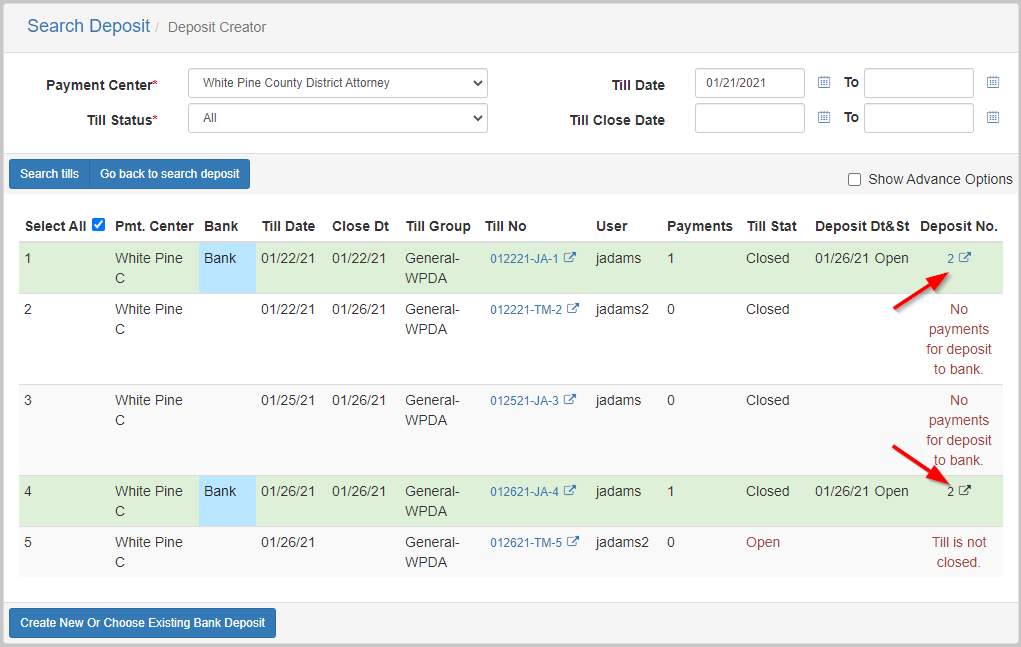 Search Deposit / Deposit Creator
Payment Center* White Pine County District Attorney Till Date 01/21/2021 To
Till Status* All Till Close Date To
Search tills Go back to search deposit Show Advance Options
Select All Pmt. Center Bank Till Date Close Dt Till Group Till No User Payments Till Stat Deposit Dt&St Deposit No.
1 White Pine Bank 01/22/21 01/22/21 General- 012221-JA-1 jadams 1 Closed 01/26/21 Open 2
C WPDA
2 White Pine 01/22/21 01/26/21 General- 012221-TM-2 jadams2 0 Closed No
C WPDA payments
for deposit
to bank.
3 White Pine 01/25/21 01/26/21 General- 012521-JA-3 jadams 0 Closed No
C WPDA payments
for deposit
to bank.
4 White Pine Bank 01/26/21 01/26/21 General- 012621-JA-4 jadams 1 Closed 01/26/21 Open 2
C WPDA
5 White Pine 01/26/21 General- 012621-TM-5 jadams2 0 Open Till is not
C WPDA closed.
Create New Or Choose Existing Bank Deposit